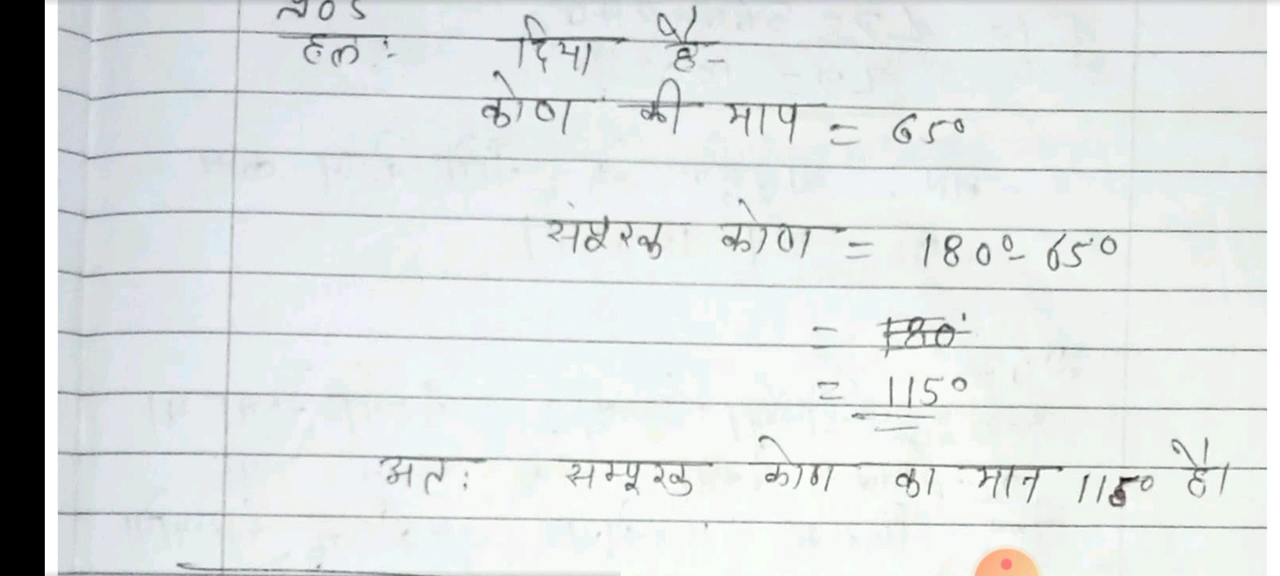 हल: दिया है-
कोण की माप = 65°
संपूरक कोण = 180°- 65°
= 180°
= 115°
अतः सम्पूरक कोण का मान 115° है।